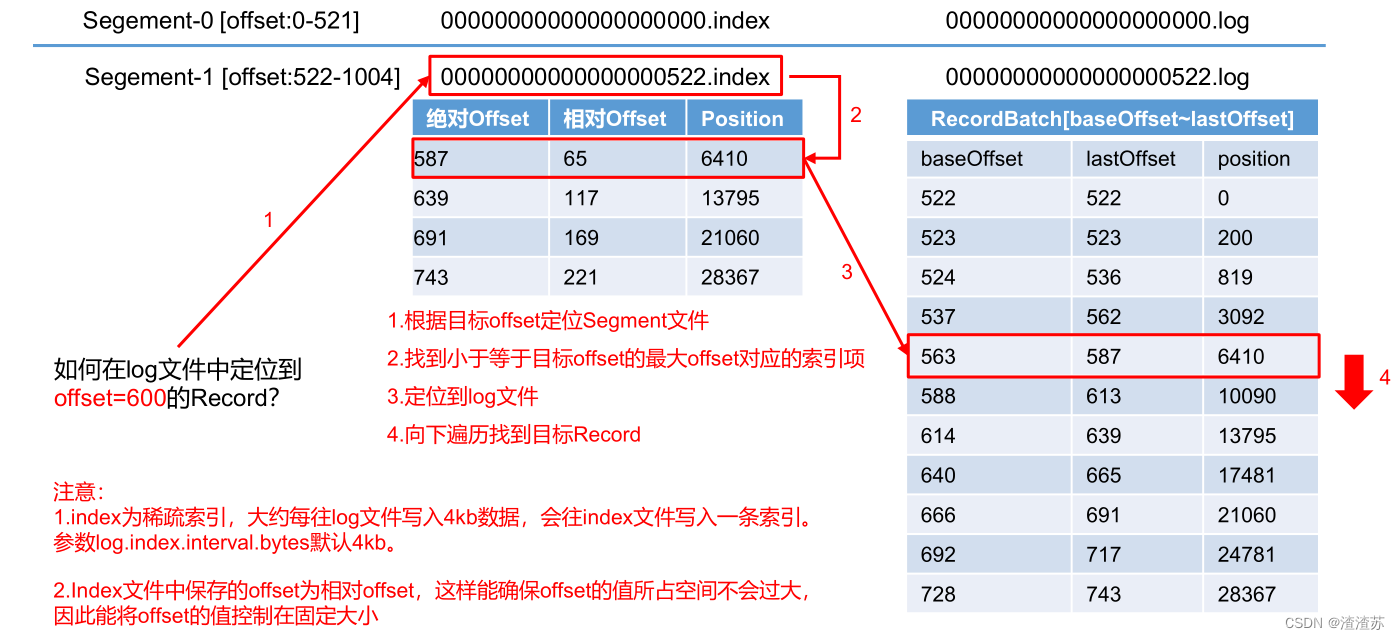 Segement-0 [offset:0-521] 00000000000000000000.index 00000000000000000000.log
Segement-1 [offset:522-1004] 00000000000000000522.index 00000000000000000522.log
绝对Offset 相对Offset Position
587 65 6410
639 117 13795
691 169 21060
743 221 28367
RecordBatch[baseOffset~lastOffset]
baseOffset lastOffset position
522 522 0
523 523 200
524 536 819
537 562 3092
563 587 6410
588 613 10090
614 639 13795
640 665 17481
666 691 21060
692 717 24781
728 743 28367
1
2
3
4
如何在log文件中定位到
offset=600的Record？
1.根据目标offset定位Segment文件
2.找到小于等于目标offset的最大offset对应的索引项
3.定位到log文件
4.向下遍历找到目标Record
注意：
1.index为稀疏索引，大约每往log文件写入4kb数据，会往index文件写入一条索引。
参数log.index.interval.bytes默认4kb。
2.Index文件中保存的offset为相对offset，这样能确保offset的值所占空间不会过大，
因此能将offset的值控制在固定大小
CSDN @渣渣苏